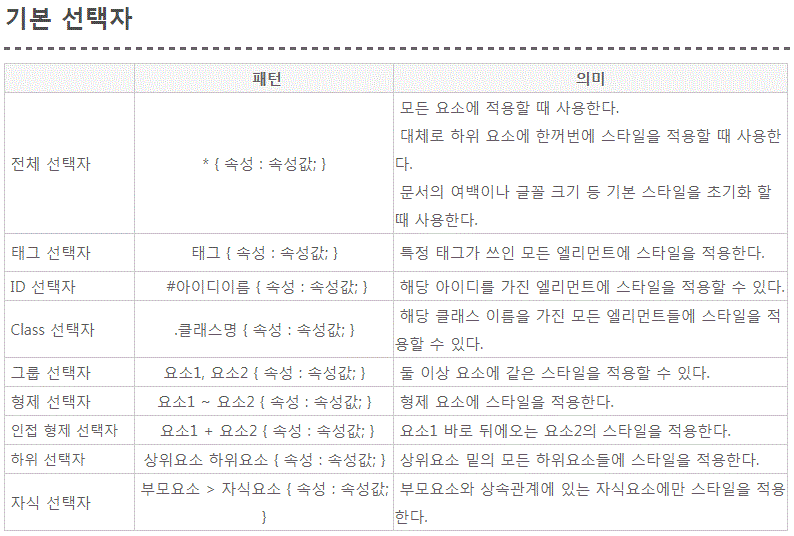 기본 선택자
패턴 의미
전체 선택자 * { 속성 : 속성값; } 모든 요소에 적용할 때 사용한다.
대체로 하위 요소에 한꺼번에 스타일을 적용할 때 사용한
다.
문서의 여백이나 글꼴 크기 등 기본 스타일을 초기화 할
때 사용한다.
태그 선택자 태그 { 속성 : 속성값; } 특정 태그가 쓰인 모든 엘리먼트에 스타일을 적용한다.
ID 선택자 #아이디이름 { 속성 : 속성값; } 해당 아이디를 가진 엘리먼트에 스타일을 적용할 수 있다.
Class 선택자 .클래스명 { 속성 : 속성값; } 해당 클래스 이름을 가진 모든 엘리먼트들에 스타일을 적
용할 수 있다.
그룹 선택자 요소1, 요소2 { 속성 : 속성값; } 둘 이상 요소에 같은 스타일을 적용할 수 있다.
형제 선택자 요소1 ~ 요소2 { 속성 : 속성값; } 형제 요소에 스타일을 적용한다.
인접 형제 선택자 요소1 + 요소2 { 속성 : 속성값; } 요소1 바로 뒤에오는 요소2의 스타일을 적용한다.
하위 선택자 상위요소 하위요소 { 속성 : 속성값; } 상위요소 밑의 모든 하위요소들에 스타일을 적용한다.
자식 선택자 부모요소 > 자식요소 { 속성 : 속성값; 부모요소와 상속관계에 있는 자식요소에만 스타일을 적용
} 한다.